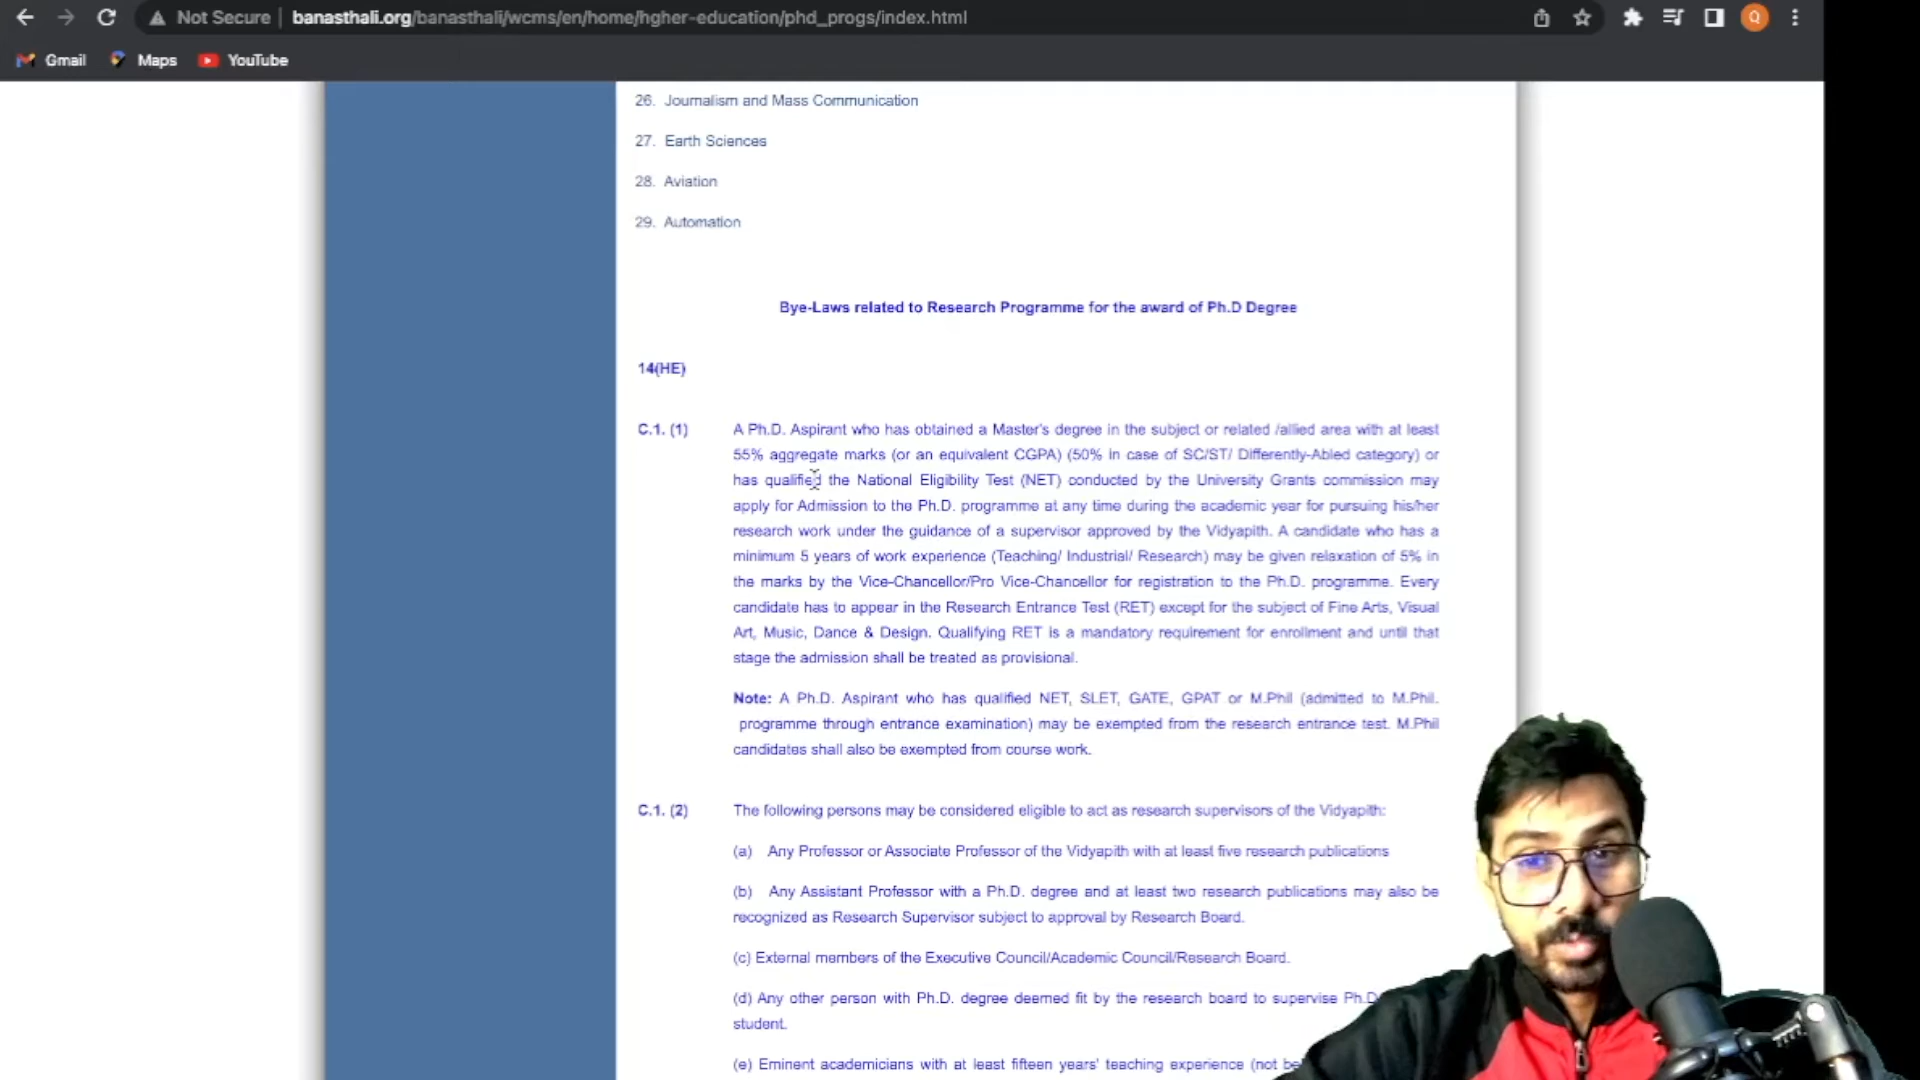 Not Secure | banasthali.org/banasthali/wcms/en/home/hgher-education/phd_progs/index.html
Q
Gmail Maps YouTube
26. Journalism and Mass Communication
27. Earth Sciences
28. Aviation
29. Automation
Bye-Laws related to Research Programme for the award of Ph.D Degree
14(HE)
C.1. (1) A Ph.D. Aspirant who has obtained a Master's degree in the subject or related /allied area with at least
55% aggregate marks (or an equivalent CGPA) (50% in case of SC/ST/ Differently-Abled category) or
has qualified the National Eligibility Test (NET) conducted by the University Grants commission may
apply for Admission to the Ph.D. programme at any time during the academic year for pursuing his/her
research work under the guidance of a supervisor approved by the Vidyapith. A candidate who has a
minimum 5 years of work experience (Teaching/ Industrial/ Research) may be given relaxation of 5% in
the marks by the Vice-Chancellor/Pro Vice-Chancellor for registration to the Ph.D. programme. Every
candidate has to appear in the Research Entrance Test (RET) except for the subject of Fine Arts, Visual
Art, Music, Dance & Design. Qualifying RET is a mandatory requirement for enrollment and until that
stage the admission shall be treated as provisional.
Note: A Ph.D. Aspirant who has qualified NET, SLET, GATE, GPAT or M.Phil (admitted to M.Phil.
programme through entrance examination) may be exempted from the research entrance test. M.Phil
candidates shall also be exempted from course work.
C.1. (2) The following persons may be considered eligible to act as research supervisors of the Vidyapith:
(a) Any Professor or Associate Professor of the Vidyapith with at least five research publications
(b) Any Assistant Professor with a Ph.D. degree and at least two research publications may also be
recognized as Research Supervisor subject to approval by Research Board.
(c) External members of the Executive Council/Academic Council/Research Board.
(d) Any other person with Ph.D. degree deemed fit by the research board to supervise Ph.D
student.
(e) Eminent academicians with at least fifteen years' teaching experience (not